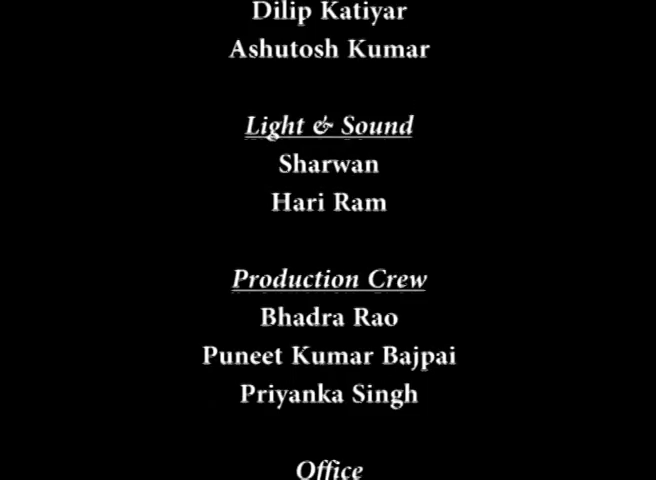 Dilip Katiyar
Ashutosh Kumar
Light & Sound
Sharwan
Hari Ram
Production Crew
Bhadra Rao
Puneet Kumar Bajpai
Priyanka Singh
Office